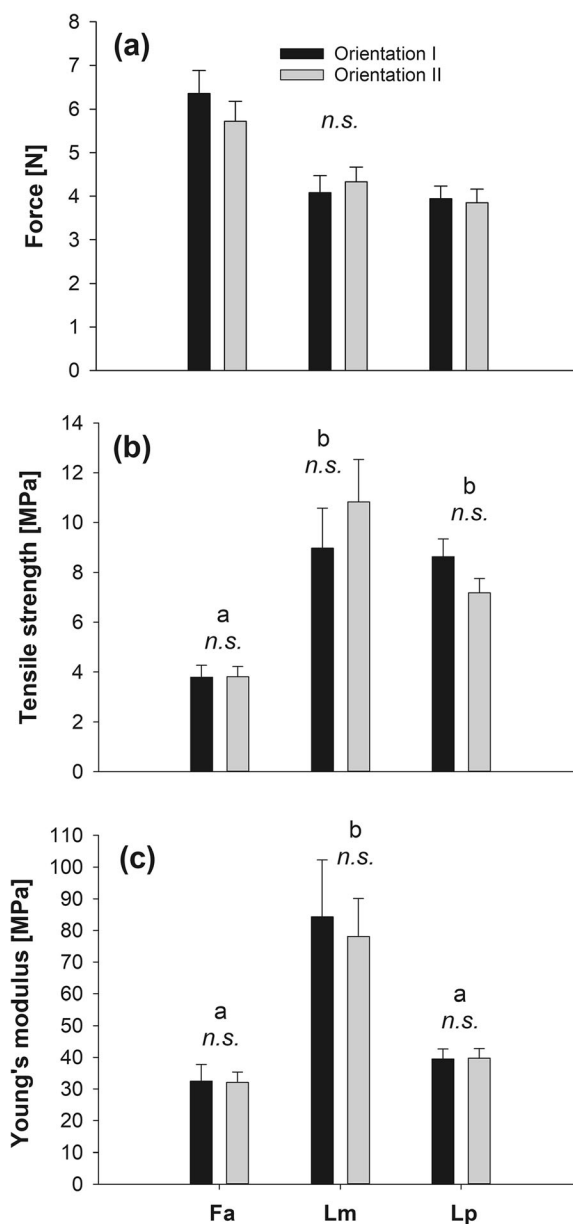 (a)
Orientation I
Orientation II
n.s.
Force [N]
8
7
6
5
4
3
2
1
0
(b)
a
n.s.
b
n.s.
b
n.s.
Tensile strength [MPa]
14
12
10
8
6
4
2
0
(c)
a
n.s.
b
n.s.
a
n.s.
Young's modulus [MPa]
110
100
90
80
70
60
50
40
30
20
10
0
Fa Lm Lp